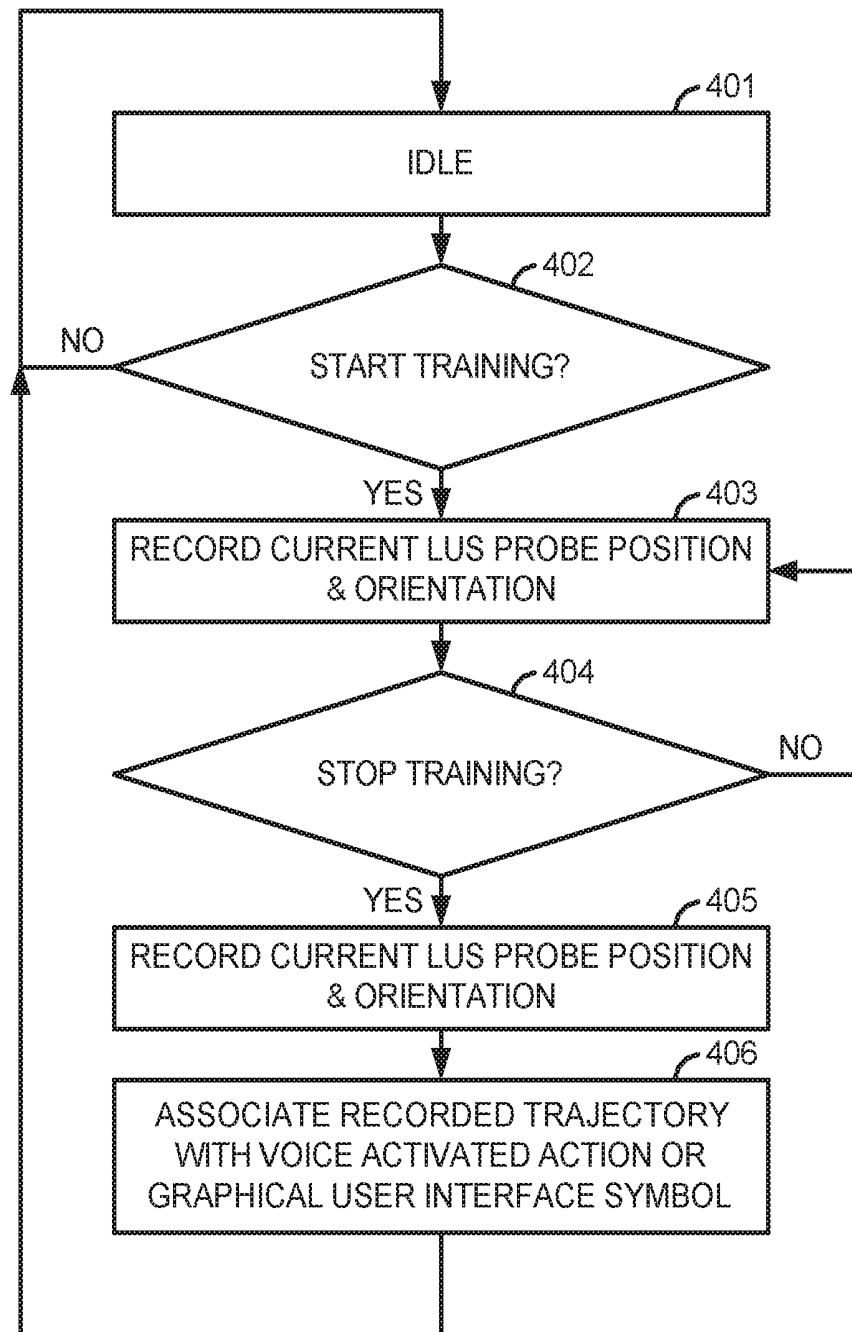 401
IDLE
402
NO
START TRAINING?
YES
403
RECORD CURRENT LUS PROBE POSITION
& ORIENTATION
404
NO
STOP TRAINING?
YES
405
RECORD CURRENT LUS PROBE POSITION
& ORIENTATION
406
ASSOCIATE RECORDED TRAJECTORY
WITH VOICE ACTIVATED ACTION OR
GRAPHICAL USER INTERFACE SYMBOL